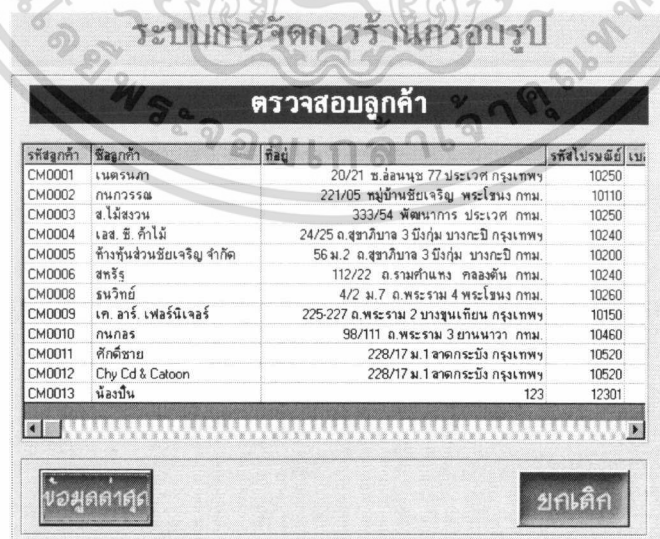 ระบบการจัดการร้านกรอบรูป
ตรวจสอบลูกค้า
รหัสลูกค้า ชื่อลูกค้า ที่อยู่ รหัสไปรษณีย์ เบอ
CM0001 เนตรนภา 20/21 ซ.อ่อนนุช 77 ประเวศ กรุงเทพฯ 10250
CM0002 กนกวรรณ 221/05 หมู่บ้านชัยเจริญ พระโขนง กทม. 10110
CM0003 ส.ไม้สงวน 333/54 พัฒนาการ ประเวศ กทม. 10250
CM0004 เอส. ซี. ค้าไม้ 24/25 ถ.สุขาภิบาล 3 บึงกุ่ม บางกะปิ กรุงเทพฯ 10240
CM0005 ห้างหุ้นส่วนชัยเจริญ จำกัด 56 ม.2 ถ.สุขาภิบาล 3 บึงกุ่ม บางกะปิ กทม. 10200
CM0006 สหรัฐ 112/22 ถ.รามคำแหง คลองตัน กทม. 10240
CM0008 ธนวิทย์ 4/2 ม.7 ถ.พระราม 4 พระโขนง กทม. 10260
CM0009 เค. อาร์. เฟอร์นิเจอร์ 225-227 ถ.พระราม 2 บางขุนเทียน กรุงเทพฯ 10150
CM0010 กนกอร 98/111 ถ.พระราม 3 ยานนาวา กทม. 10460
CM0011 ศักดิ์ชาย 228/17 ม.1 ลาดกระบัง กรุงเทพฯ 10520
CM0012 Chy Cd & Catoon 228/17 ม.1 ลาดกระบัง กรุงเทพฯ 10520
CM0013 น้องปิ่น 123 12301
ข้อมูลล่าสุด ยกเลิก